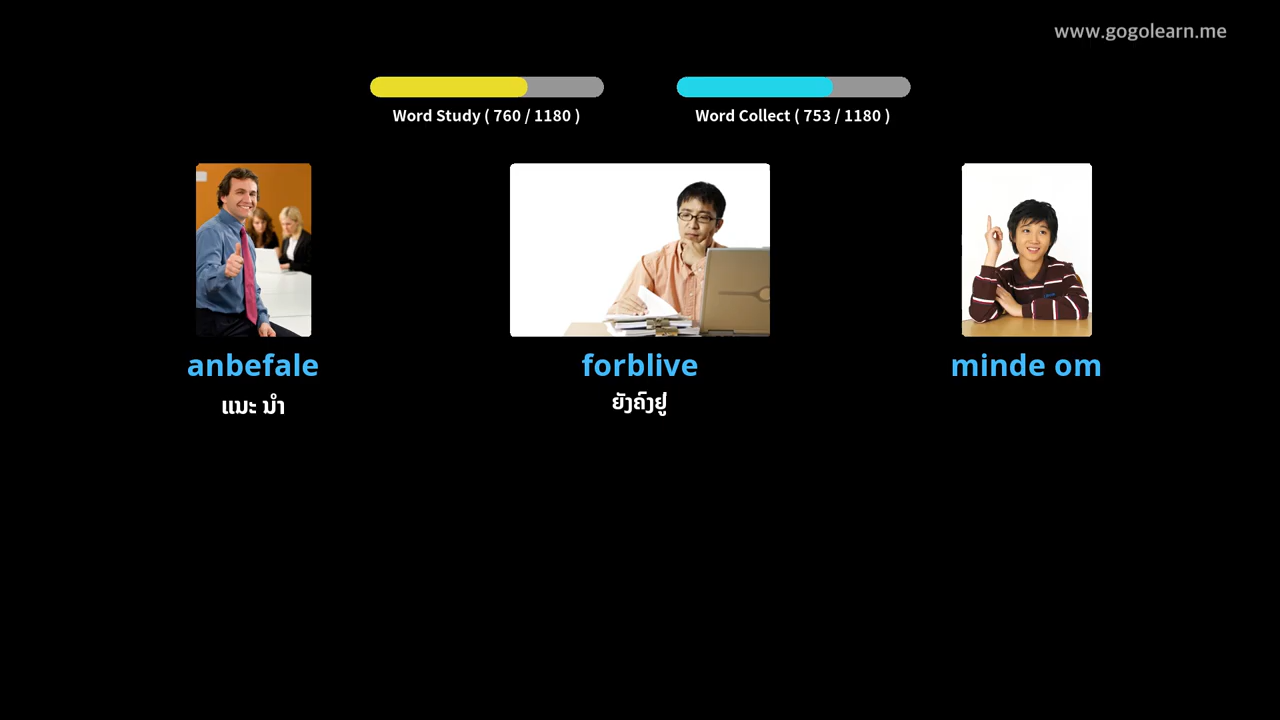 www.gogolearn.me
Word Study ( 760 / 1180 )
Word Collect ( 753 / 1180 )
anbefale
forblive
minde om
ແນະ ນຳ
ຍັງຄົງຢູ່